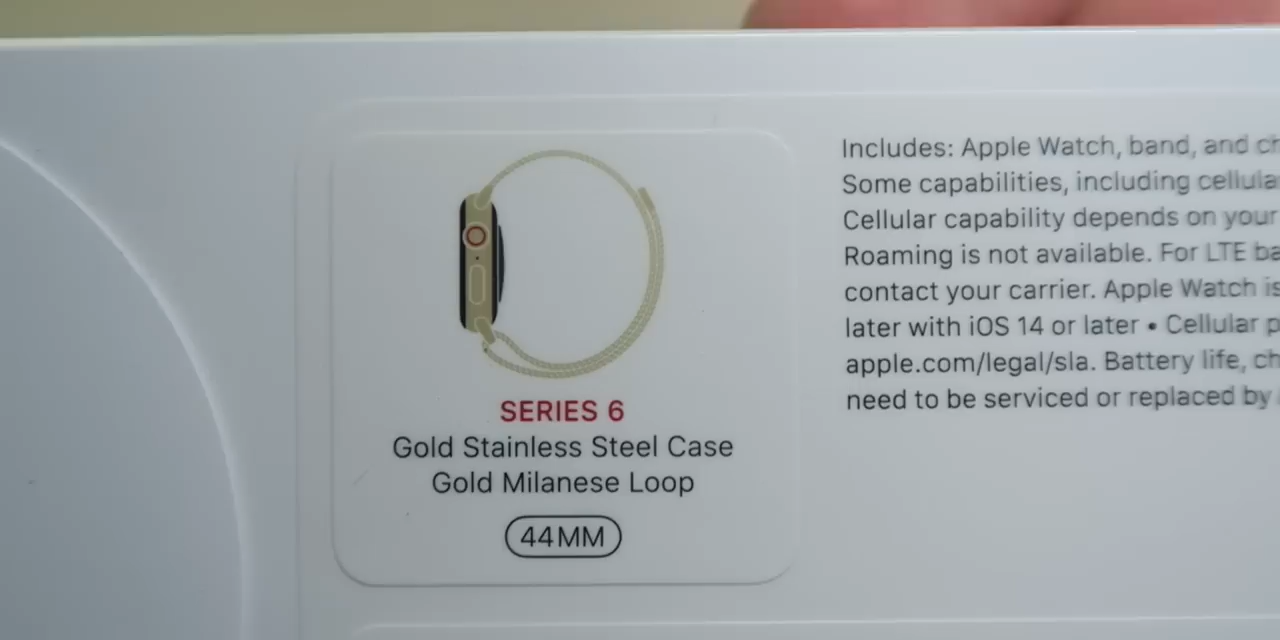 SERIES 6
Gold Stainless Steel Case
Gold Milanese Loop
44MM
Includes: Apple Watch, band, and
Some capabilities, including
Cellular capability depends on your
Roaming is not available. For LTE
contact your carrier. Apple Watch is
later with iOS 14 or later • Cellular
apple.com/legal/sla. Battery life,
need to be serviced or replaced by